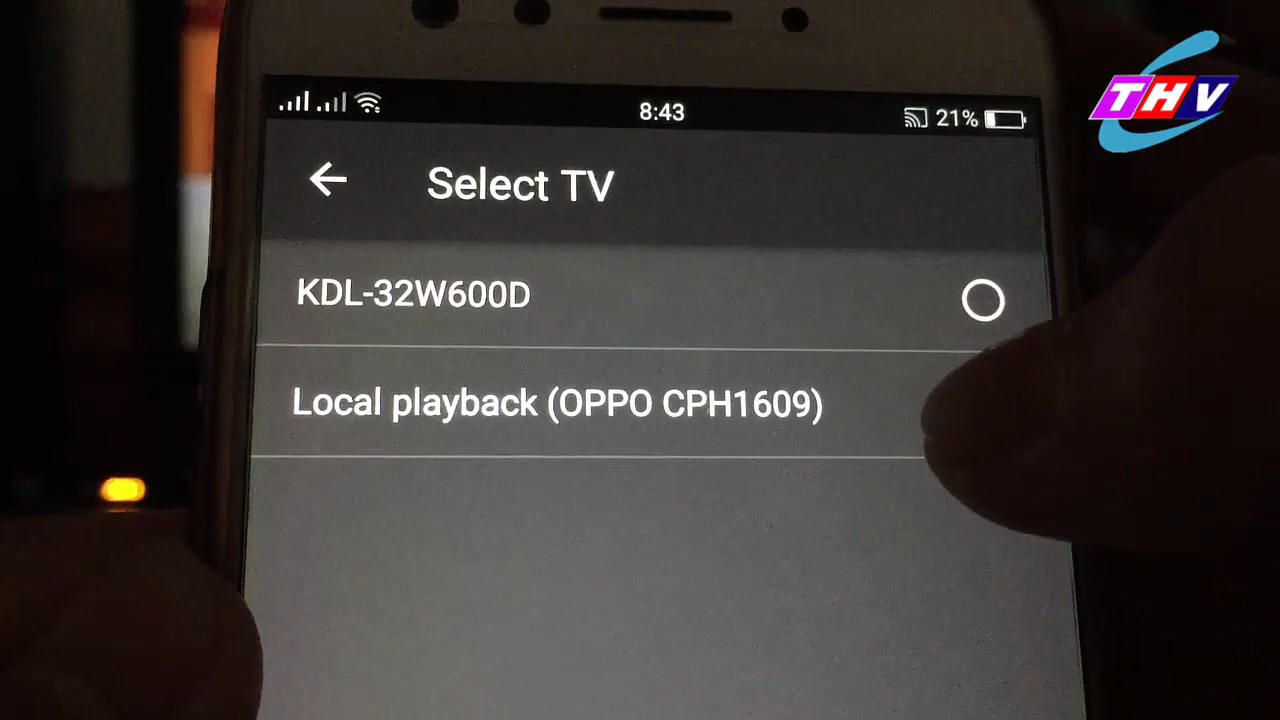 THV
8:43
21%
Select TV
KDL-32W600D
Local playback (OPPO CPH1609)